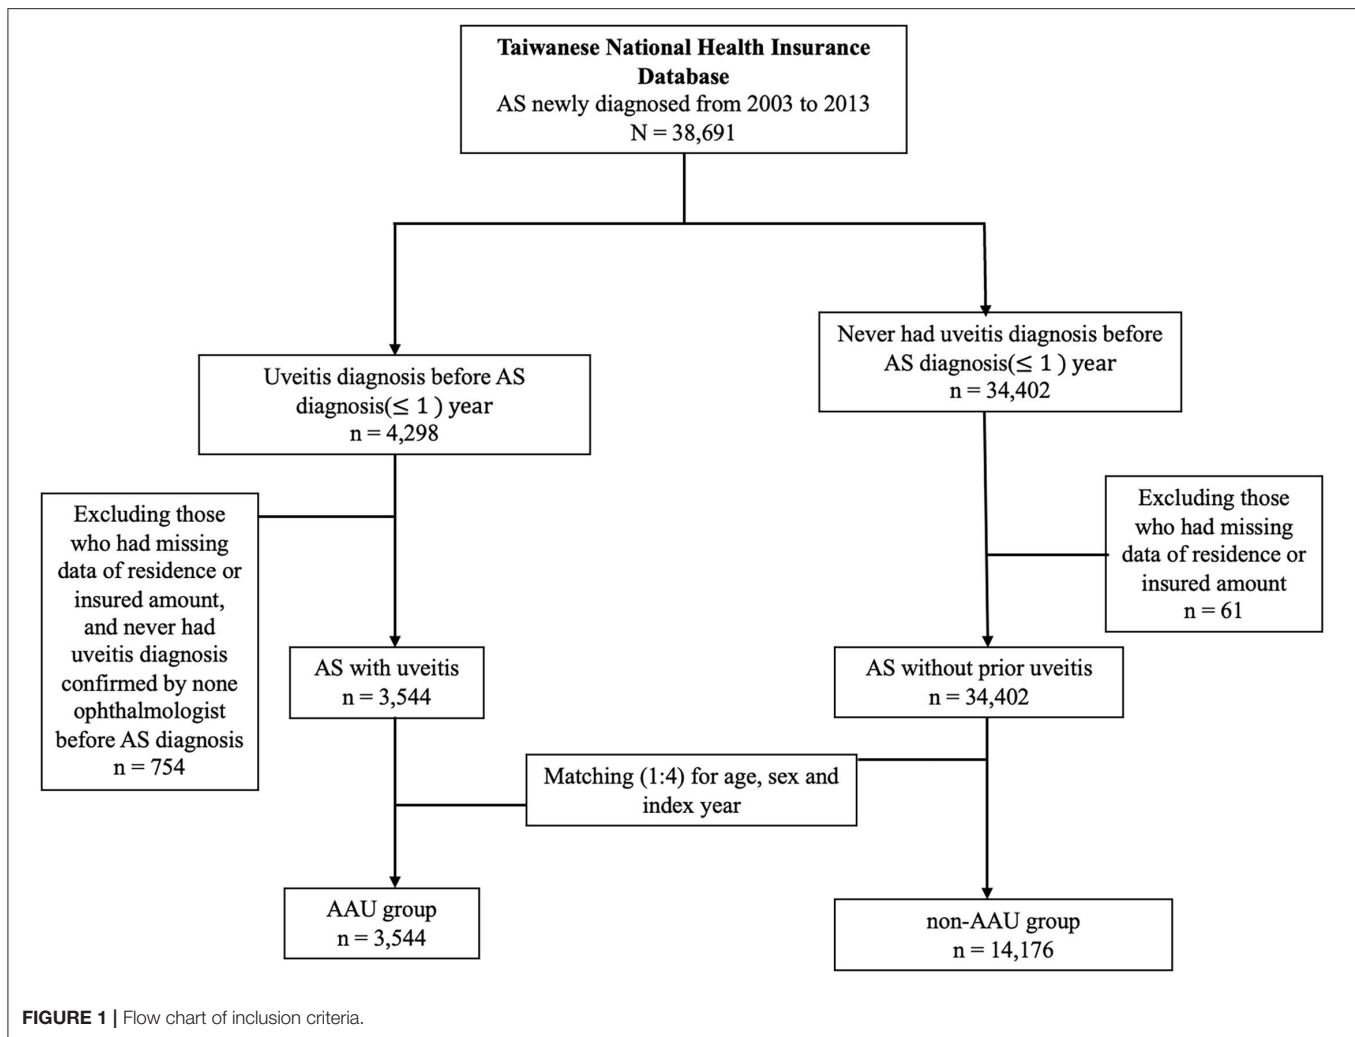 Taiwanese National Health Insurance
Database
AS newly diagnosed from 2003 to 2013
N = 38,691
Uveitis diagnosis before AS
diagnosis(≤ 1 ) year
n = 4,298
Never had uveitis diagnosis before
AS diagnosis(≤ 1 ) year
n = 34,402
Excluding those
who had missing
data of residence or
insured amount,
and never had
uveitis diagnosis
confirmed by none
ophthalmologist
before AS diagnosis
n = 754
Excluding those
who had missing
data of residence or
insured amount
n = 61
AS with uveitis
n = 3,544
AS without prior uveitis
n = 34,402
Matching (1:4) for age, sex and
index year
AAU group
n = 3,544
non-AAU group
n = 14,176
FIGURE 1 | Flow chart of inclusion criteria.